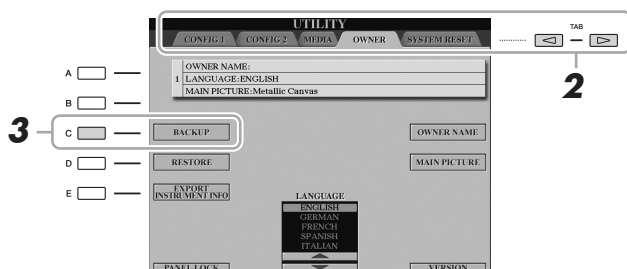 UTILITY
CONFIG 1 CONFIG 2 MEDIA OWNER SYSTEM RESET
TAB
2
OWNER NAME:
1 LANGUAGE:ENGLISH
MAIN PICTURE:Metallic Canvas
A
B
3 C BACKUP OWNER NAME
D RESTORE MAIN PICTURE
E EXPORT
INSTRUMENT INFO
LANGUAGE
ENGLISH
GERMAN
FRENCH
SPANISH
ITALIAN
PANEL LOCK VERSION